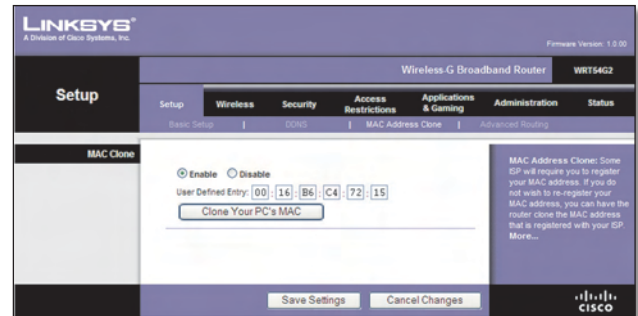 LINKSYS®
A Division of Cisco Systems, Inc.
Firmware Version: 1.0.00
Wireless-G Broadband Router
WRT54G2
Setup
Setup Wireless Security Access Restrictions Applications & Gaming Administration Status
Basic Setup | DDNS | MAC Address Clone | Advanced Routing
MAC Clone
Enable Disable
User Defined Entry: 00 : 16 : B6 : C4 : 72 : 15
Clone Your PC's MAC
MAC Address Clone: Some
ISP will require you to register
your MAC address. If you do
not wish to re-register your
MAC address, you can have the
router clone the MAC address
that is registered with your ISP.
More...
Save Settings Cancel Changes
CISCO